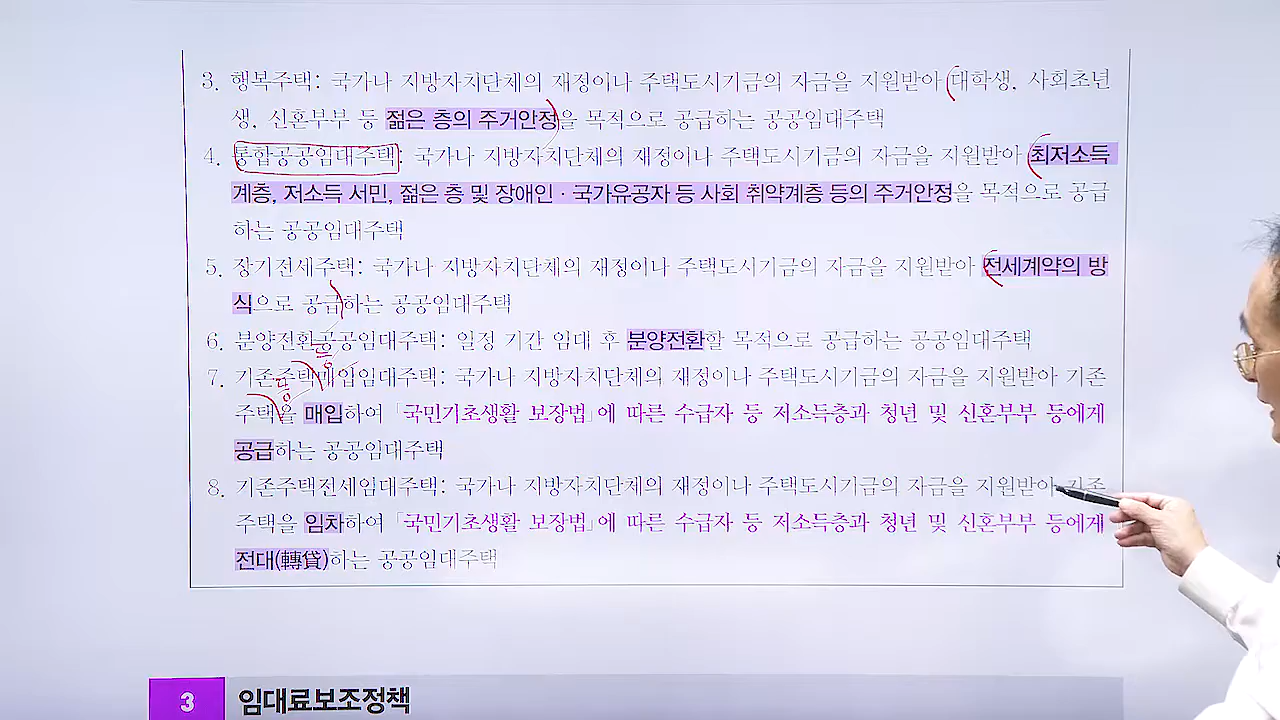 3. 행복주택: 국가나 지방자치단체의 재정이나 주택도시기금의 자금을 지원받아 대학생, 사회초년
생, 신혼부부 등 젊은 층의 주거안정을 목적으로 공급하는 공공임대주택
4. 통합공공임대주택: 국가나 지방자치단체의 재정이나 주택도시기금의 자금을 지원받아 최저소득
계층, 저소득 서민, 젊은 층 및 장애인·국가유공자 등 사회 취약계층 등의 주거안정을 목적으로 공급
하는 공공임대주택
5. 장기전세주택: 국가나 지방자치단체의 재정이나 주택도시기금의 자금을 지원받아 전세계약의 방
식으로 공급하는 공공임대주택
6. 분양전환공공임대주택: 일정 기간 임대 후 분양전환할 목적으로 공급하는 공공임대주택
7. 기존주택매입임대주택: 국가나 지방자치단체의 재정이나 주택도시기금의 자금을 지원받아 기존
주택을 매입하여 「국민기초생활 보장법」에 따른 수급자 등 저소득층과 청년 및 신혼부부 등에게
공급하는 공공임대주택
8. 기존주택전세임대주택: 국가나 지방자치단체의 재정이나 주택도시기금의 자금을 지원받아 기존
주택을 임차하여 「국민기초생활 보장법」에 따른 수급자 등 저소득층과 청년 및 신혼부부 등에게
전대(轉貸)하는 공공임대주택
3 임대료보조정책